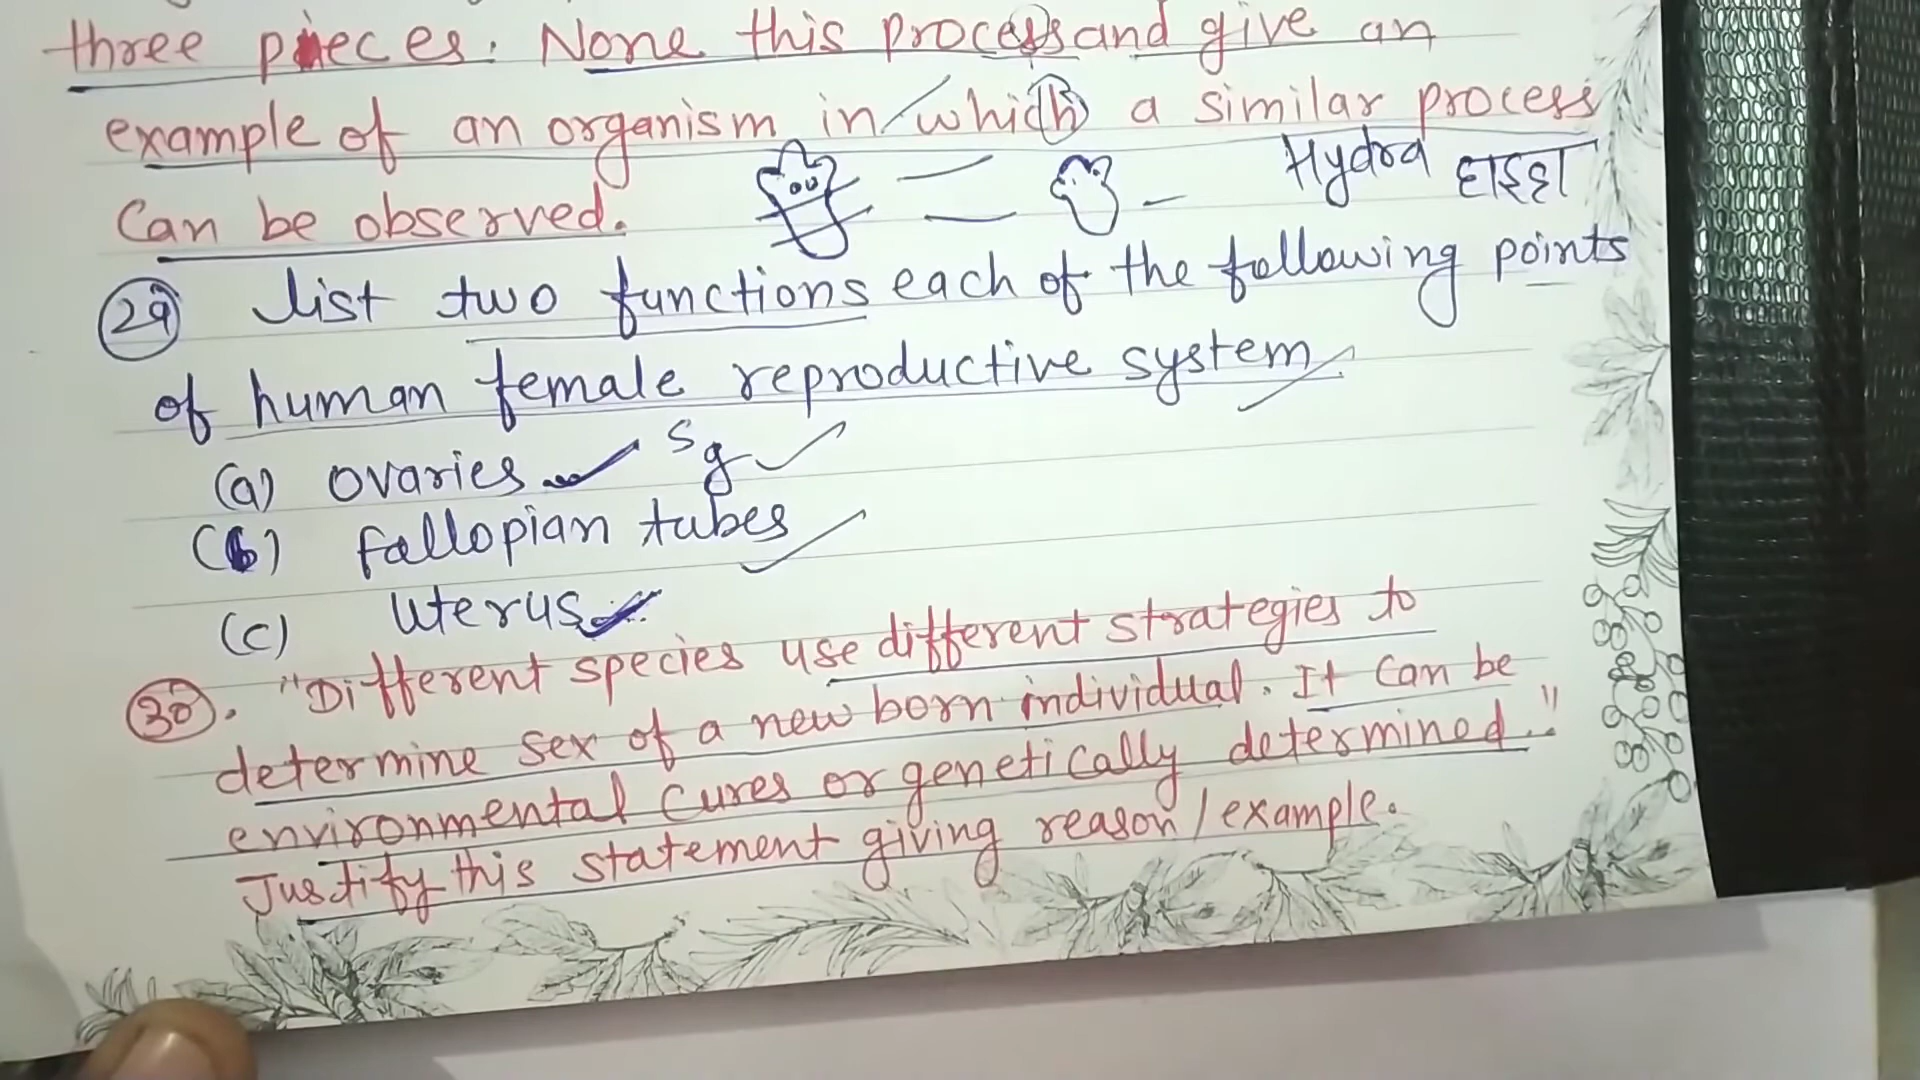 three pieces. None this process and give an
example of an organism in which a similar process
Can be observed.
Hydra हाइड्रा
29 list two functions each of the following points
of human female reproductive system.
(a) ovaries
sg
(b) fallopian tubes
(c) uterus
30. "Different species use different strategies to
determine sex of a new born individual. It can be
environmental cures or genetically determined.."
Justify this statement giving reason/example.